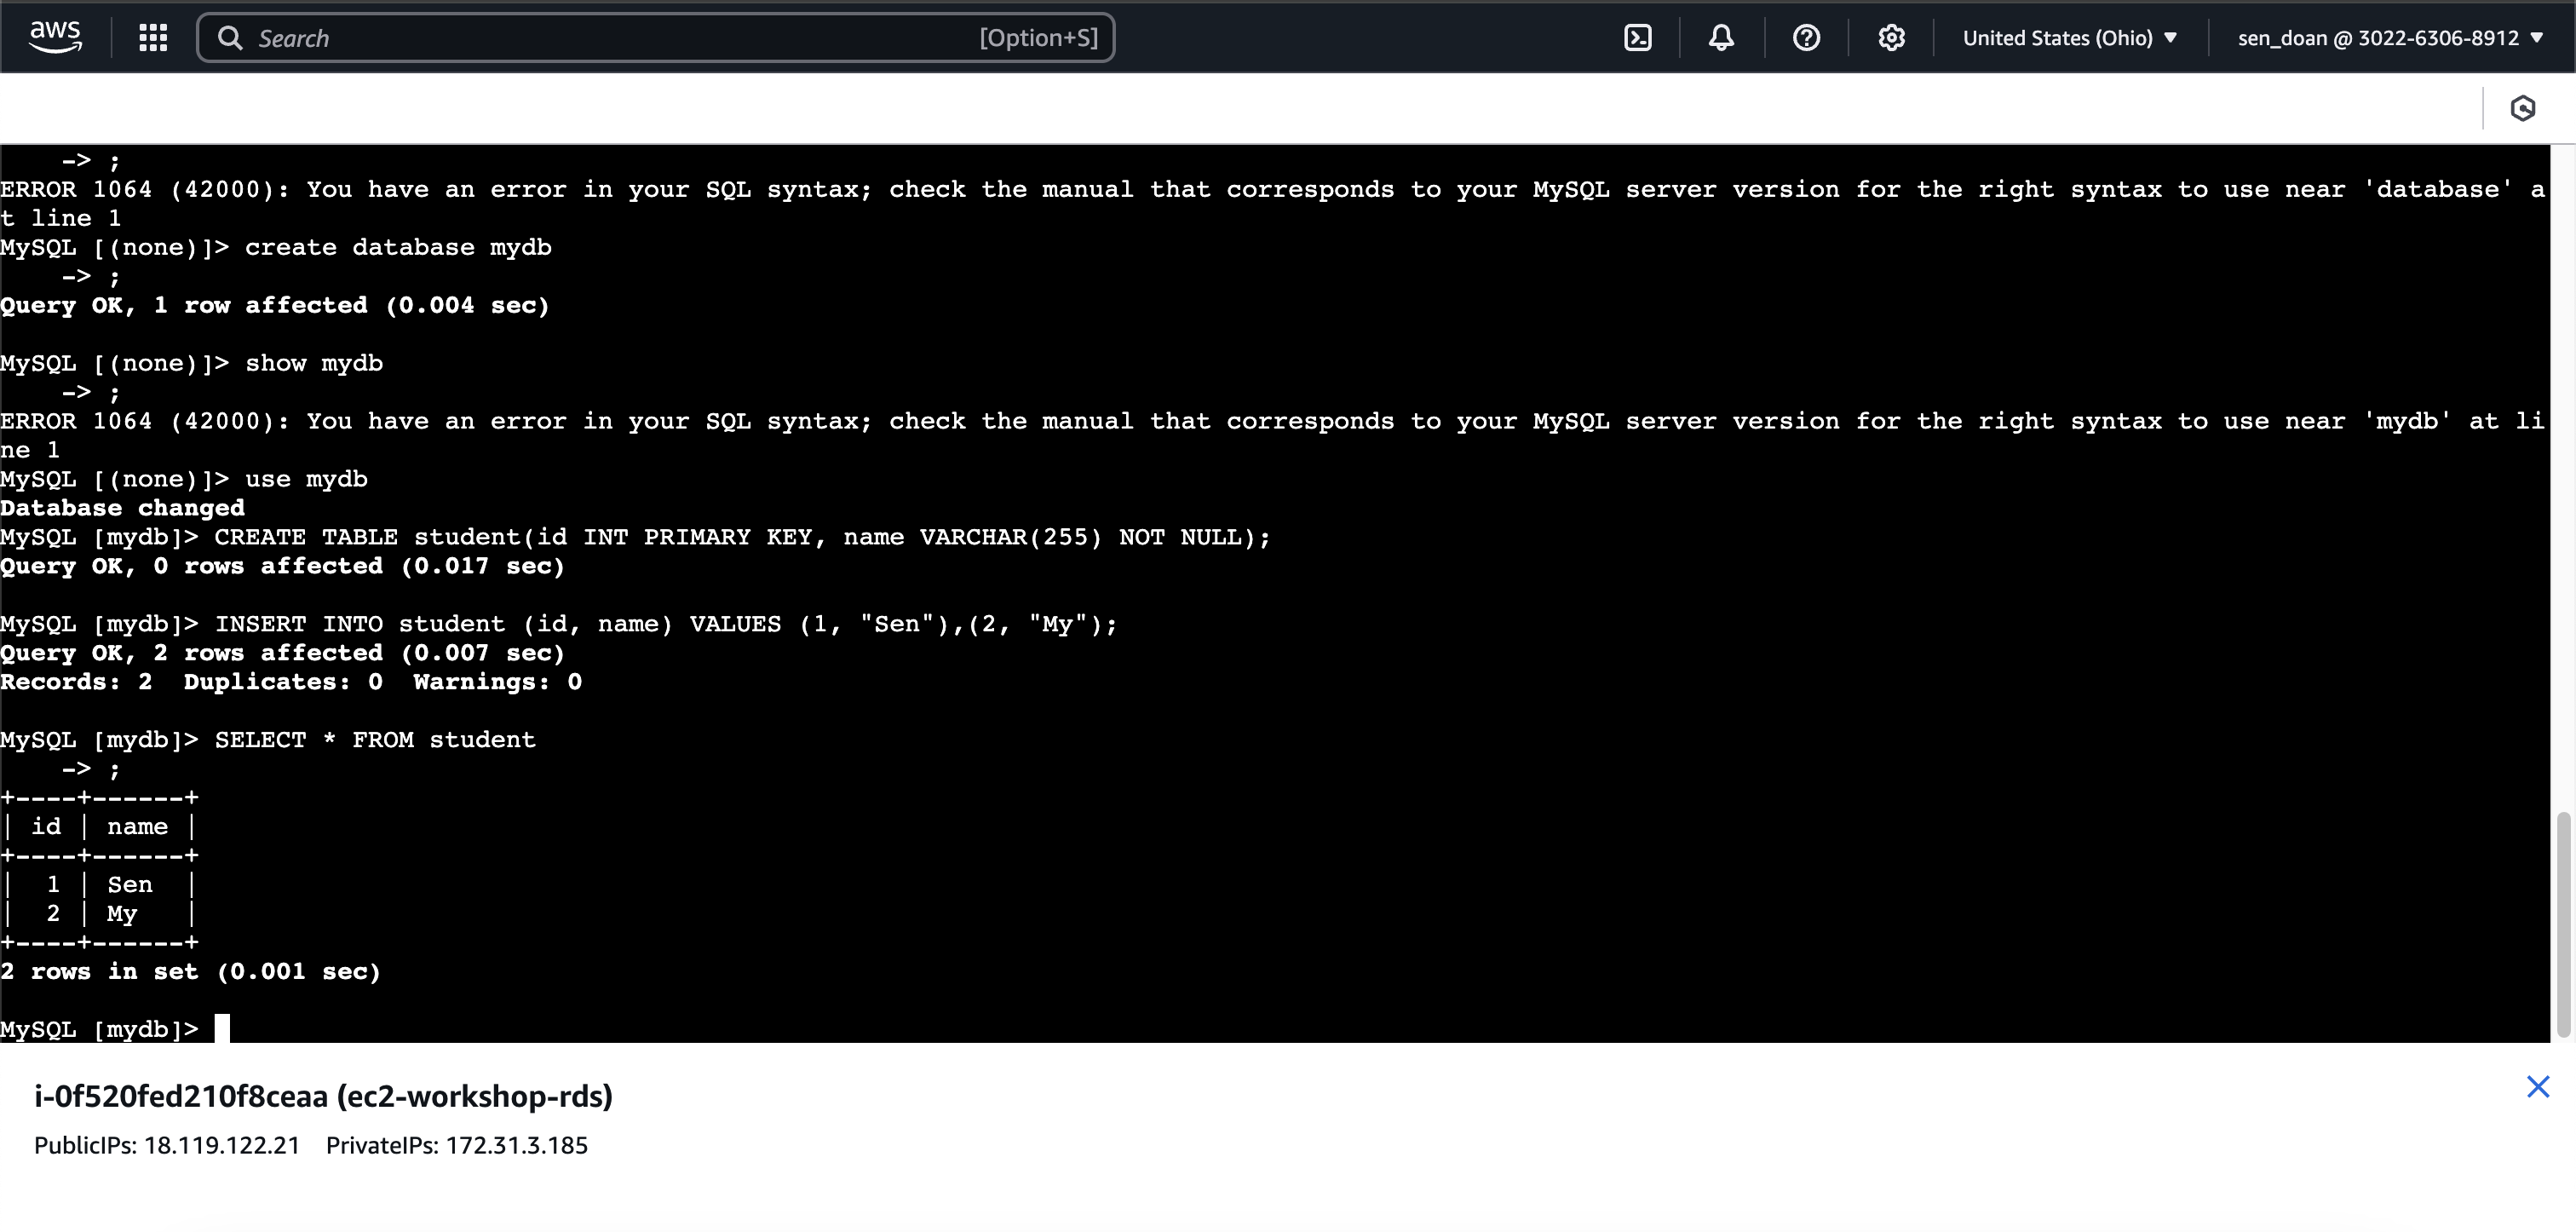 aws Search [Option+S] United States (Ohio) sen_doan @ 3022-6306-8912
-> ;
ERROR 1064 (42000): You have an error in your SQL syntax; check the manual that corresponds to your MySQL server version for the right syntax to use near 'database' a
t line 1
MySQL [(none)]> create database mydb
-> ;
Query OK, 1 row affected (0.004 sec)
MySQL [(none)]> show mydb
-> ;
ERROR 1064 (42000): You have an error in your SQL syntax; check the manual that corresponds to your MySQL server version for the right syntax to use near 'mydb' at li
ne 1
MySQL [(none)]> use mydb
Database changed
MySQL [mydb]> CREATE TABLE student(id INT PRIMARY KEY, name VARCHAR(255) NOT NULL);
Query OK, 0 rows affected (0.017 sec)
MySQL [mydb]> INSERT INTO student (id, name) VALUES (1, "Sen"),(2, "My");
Query OK, 2 rows affected (0.007 sec)
Records: 2  Duplicates: 0  Warnings: 0
MySQL [mydb]> SELECT * FROM student
-> ;
+----+------+
| id | name |
+----+------+
|  1 | Sen  |
|  2 | My   |
+----+------+
2 rows in set (0.001 sec)
MySQL [mydb]>
i-0f520fed210f8ceaa (ec2-workshop-rds)
PublicIPs: 18.119.122.21 PrivateIPs: 172.31.3.185